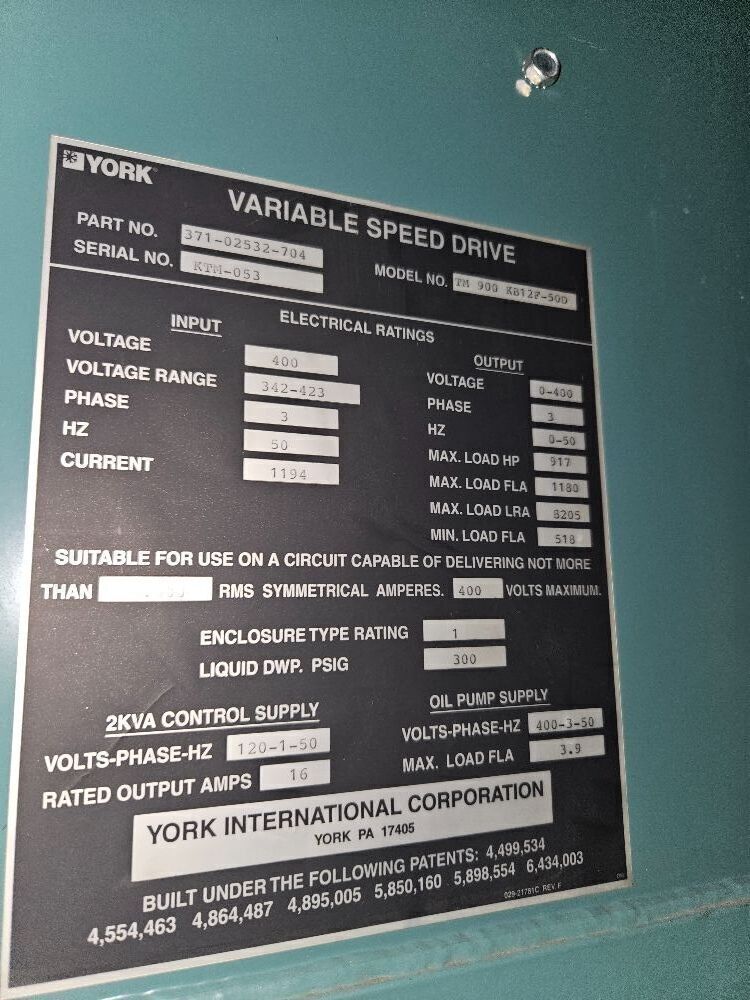 YORK
VARIABLE SPEED DRIVE
PART NO. 371-02532-704
SERIAL NO. KTM-053
MODEL NO. TM 900 KB12F-50D
ELECTRICAL RATINGS
INPUT
VOLTAGE 400
VOLTAGE RANGE 342-423
PHASE 3
HZ 50
CURRENT 1194
OUTPUT
VOLTAGE 0-400
PHASE 3
HZ 0-50
MAX. LOAD HP 917
MAX. LOAD FLA 1180
MAX. LOAD LRA 8205
MIN. LOAD FLA 518
SUITABLE FOR USE ON A CIRCUIT CAPABLE OF DELIVERING NOT MORE
THAN RMS SYMMETRICAL AMPERES. 400 VOLTS MAXIMUM.
ENCLOSURE TYPE RATING 1
LIQUID DWP. PSIG 300
2KVA CONTROL SUPPLY
VOLTS-PHASE-HZ 120-1-50
RATED OUTPUT AMPS 16
OIL PUMP SUPPLY
VOLTS-PHASE-HZ 400-3-50
MAX. LOAD FLA 3.9
YORK INTERNATIONAL CORPORATION
YORK PA 17405
BUILT UNDER THE FOLLOWING PATENTS: 4,499,534
4,554,463 4,864,487 4,895,005 5,850,160 5,898,554 6,434,003
029-21781C REV. F